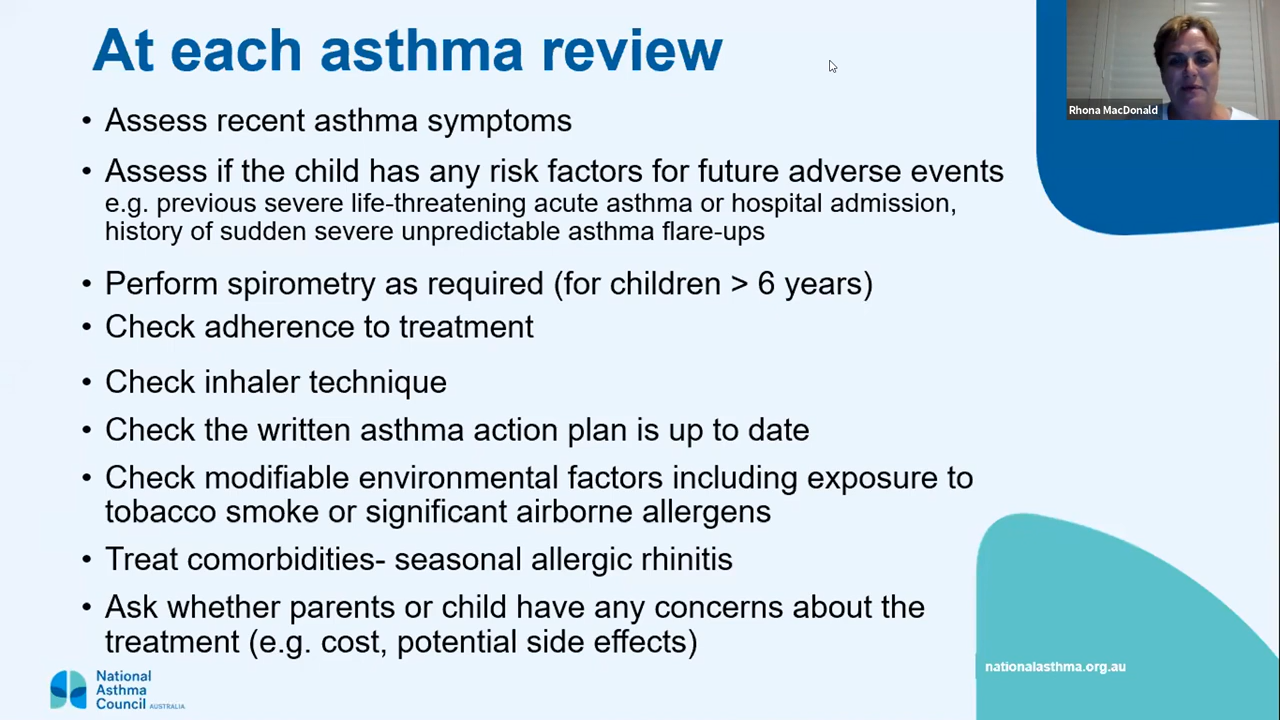 At each asthma review
Rhona MacDonald
• Assess recent asthma symptoms
• Assess if the child has any risk factors for future adverse events
e.g. previous severe life-threatening acute asthma or hospital admission,
history of sudden severe unpredictable asthma flare-ups
• Perform spirometry as required (for children > 6 years)
• Check adherence to treatment
• Check inhaler technique
• Check the written asthma action plan is up to date
• Check modifiable environmental factors including exposure to
tobacco smoke or significant airborne allergens
• Treat comorbidities- seasonal allergic rhinitis
• Ask whether parents or child have any concerns about the
treatment (e.g. cost, potential side effects)
nationalasthma.org.au
National
Asthma
Council AUSTRALIA